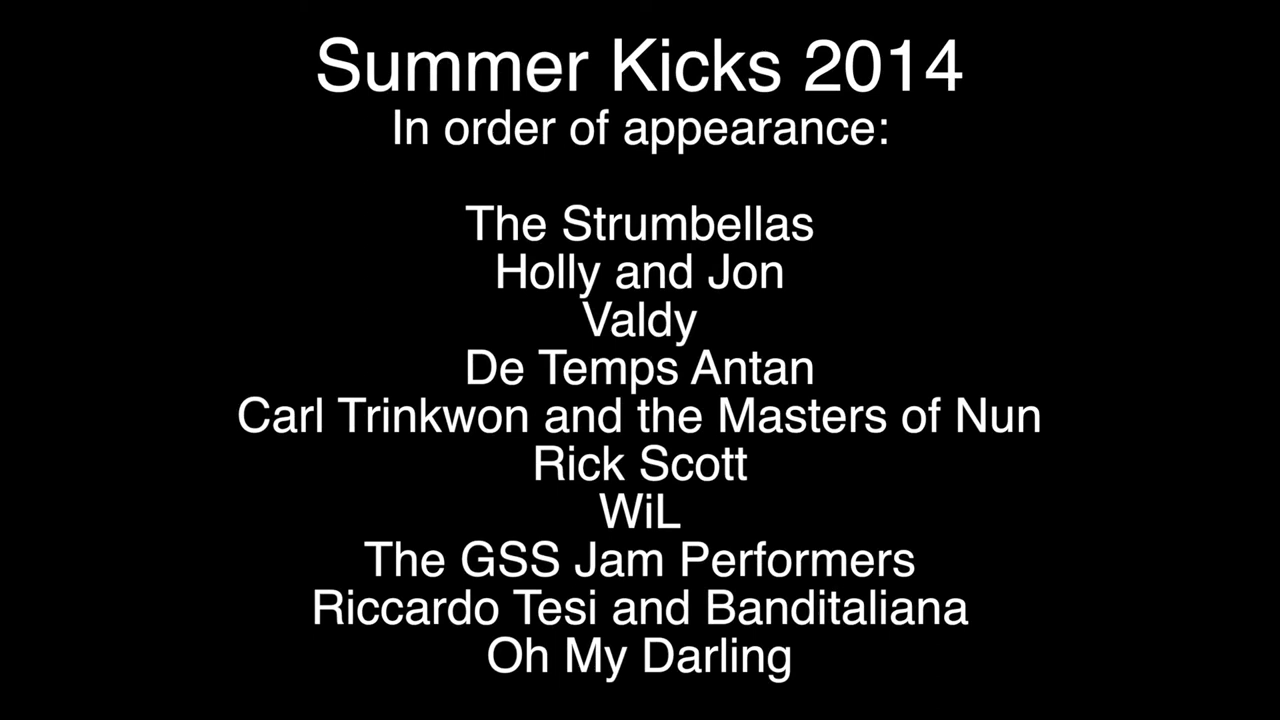 Summer Kicks 2014
In order of appearance:
The Strumbellas
Holly and Jon
Valdy
De Temps Antan
Carl Trinkwon and the Masters of Nun
Rick Scott
WiL
The GSS Jam Performers
Riccardo Tesi and Banditaliana
Oh My Darling